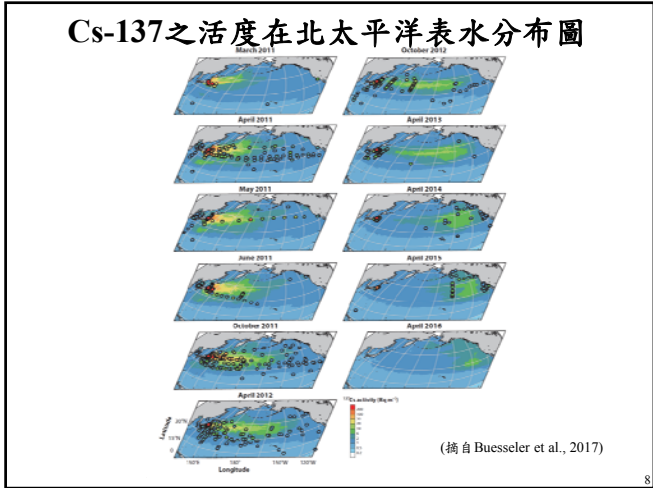 Cs-137之活度在北太平洋表水分布圖
March 2011
October 2012
April 2011
April 2013
May 2011
April 2014
June 2011
April 2015
October 2011
April 2016
April 2012
Latitude
Longitude
180°
(摘自Buesseler et al., 2017)
8